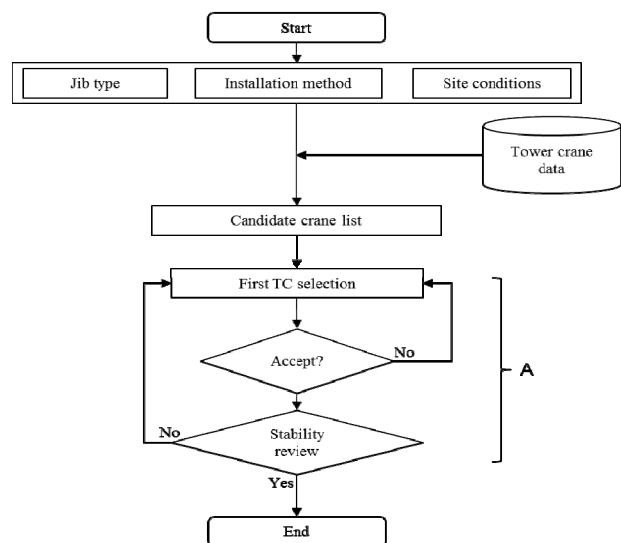 Start
Jib type
Installation method
Site conditions
Tower crane
data
Candidate crane list
First TC selection
Accept?
No
A
No
Stability
review
Yes
End